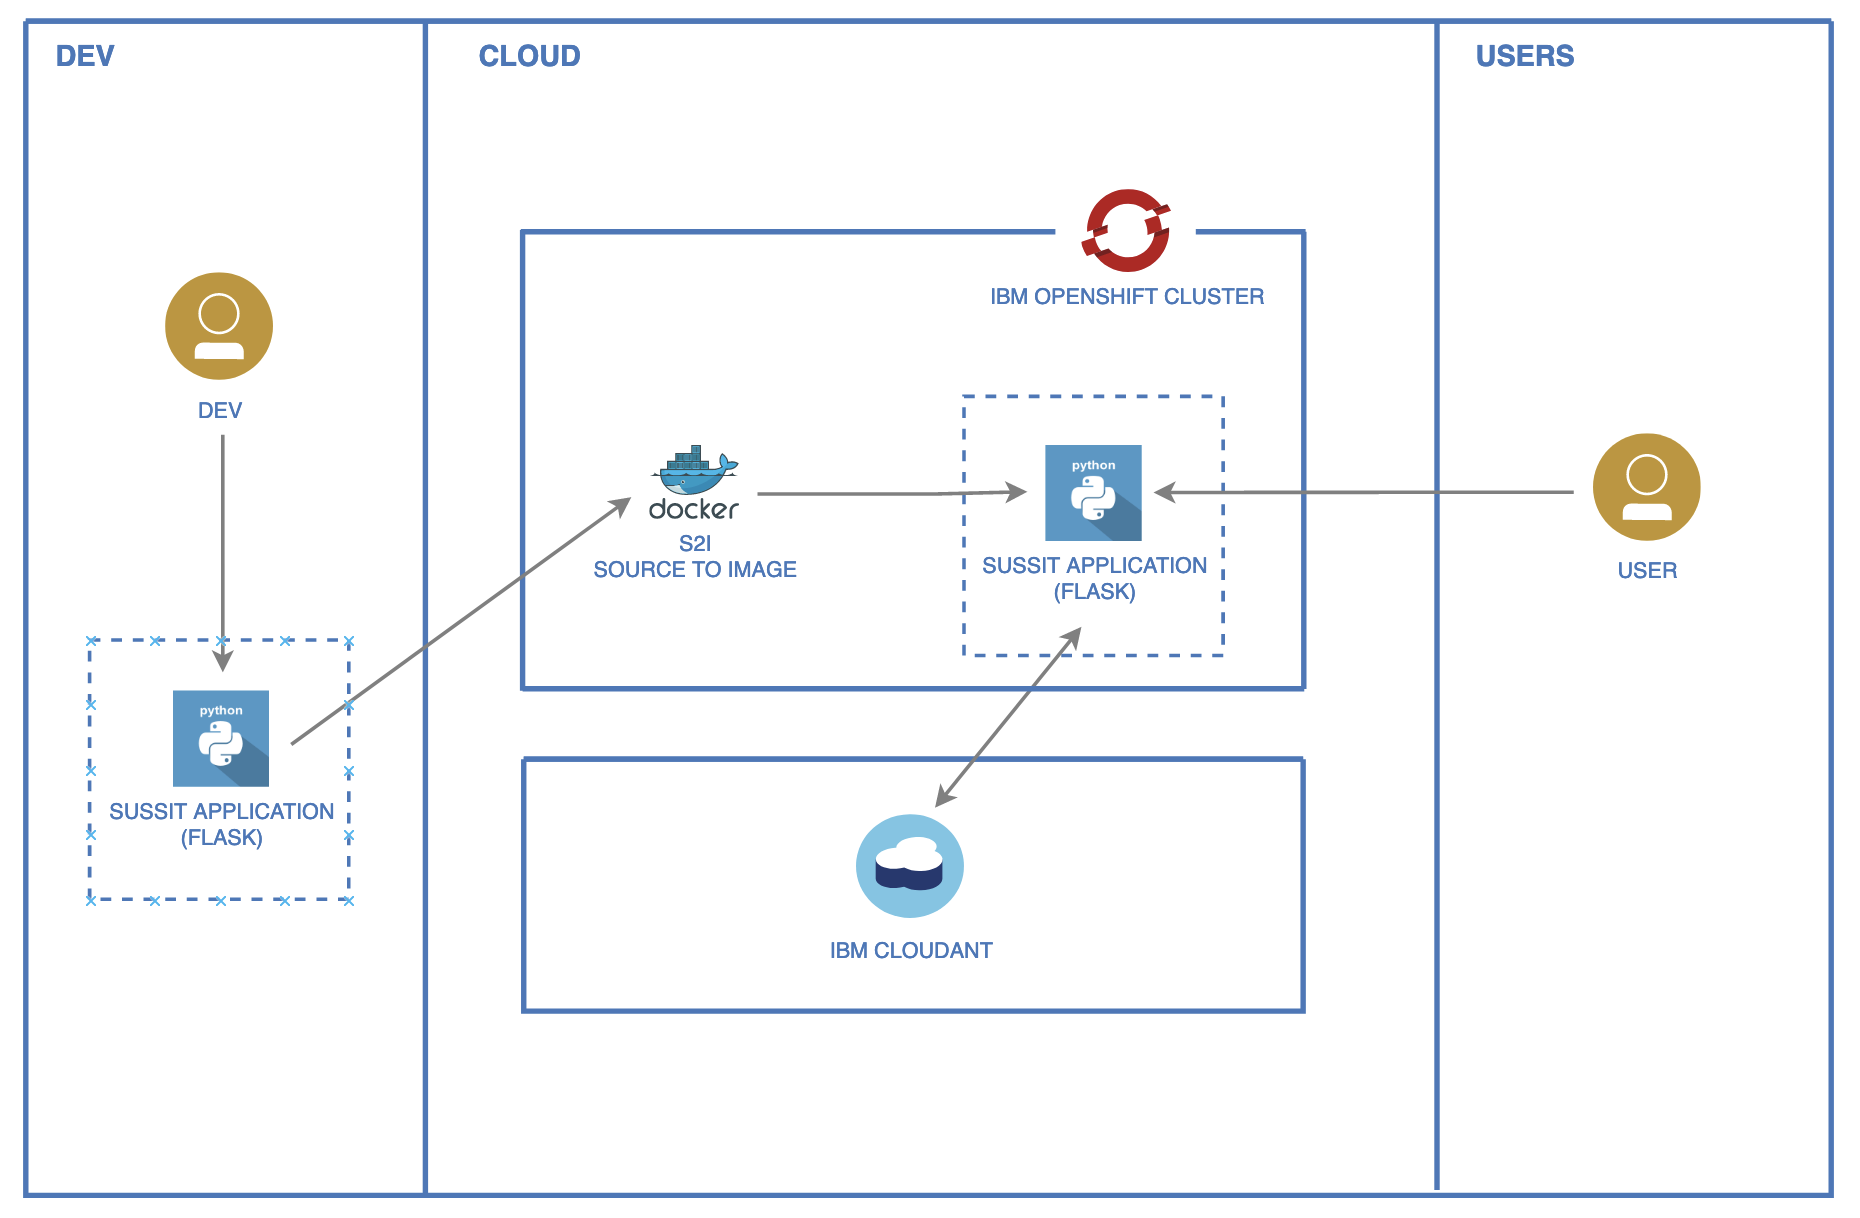 DEV
CLOUD
USERS
IBM OPENSHIFT CLUSTER
DEV
docker
S2I
SOURCE TO IMAGE
python
SUSSIT APPLICATION
(FLASK)
USER
python
SUSSIT APPLICATION
(FLASK)
IBM CLOUDANT